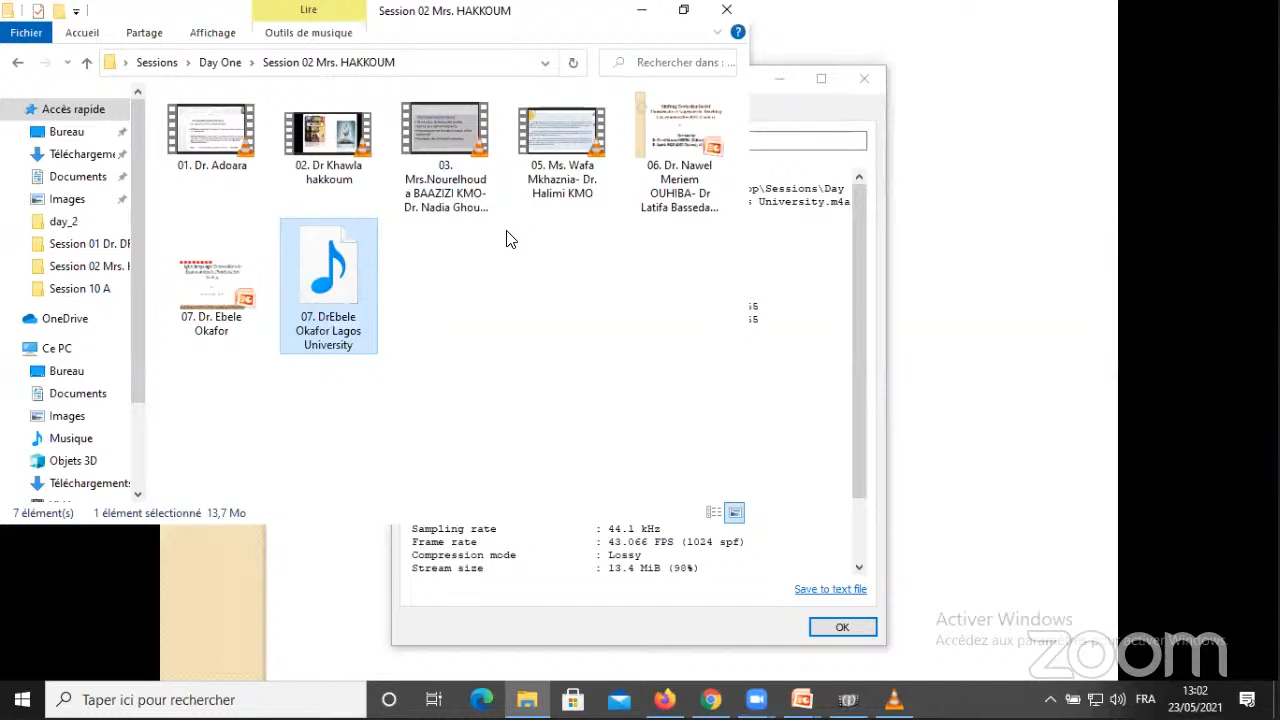 Lire
Session 02 Mrs. HAKKOUM
Fichier
Accueil
Partage
Affichage
Outils de musique
Sessions
Day One
Session 02 Mrs. HAKKOUM
Rechercher dans : ...
Accès rapide
Bureau
Téléchargeme
Documents
Images
day_2
Session 01 Dr. DF
Session 02 Mrs. H
Session 10 A
OneDrive
Ce PC
Bureau
Documents
Images
Musique
Objets 3D
Téléchargements
01. Dr. Adoara
02. Dr Khawla
hakkoum
03.
Mrs.Nourelhoud
a BAAZIZI KMO-
Dr. Nadia Ghou...
05. Ms. Wafa
Mkhaznia- Dr.
Halimi KMO
06. Dr. Nawel
Meriem
OUHIBA- Dr
Latifa Basseda...
07. Dr. Ebele
Okafor
07. DrEbele
Okafor Lagos
University
op\Sessions\Day
s University.m4a
55
55
7 élément(s)
1 élément sélectionné 13,7 Mo
Sampling rate : 44.1 kHz
Frame rate : 43.066 FPS (1024 spf)
Compression mode : Lossy
Stream size : 13.4 MiB (98%)
Save to text file
OK
Activer Windows
Accédez aux paramètres pour activer Windows.
zoom
Taper ici pour rechercher
FRA
13:02
23/05/2021